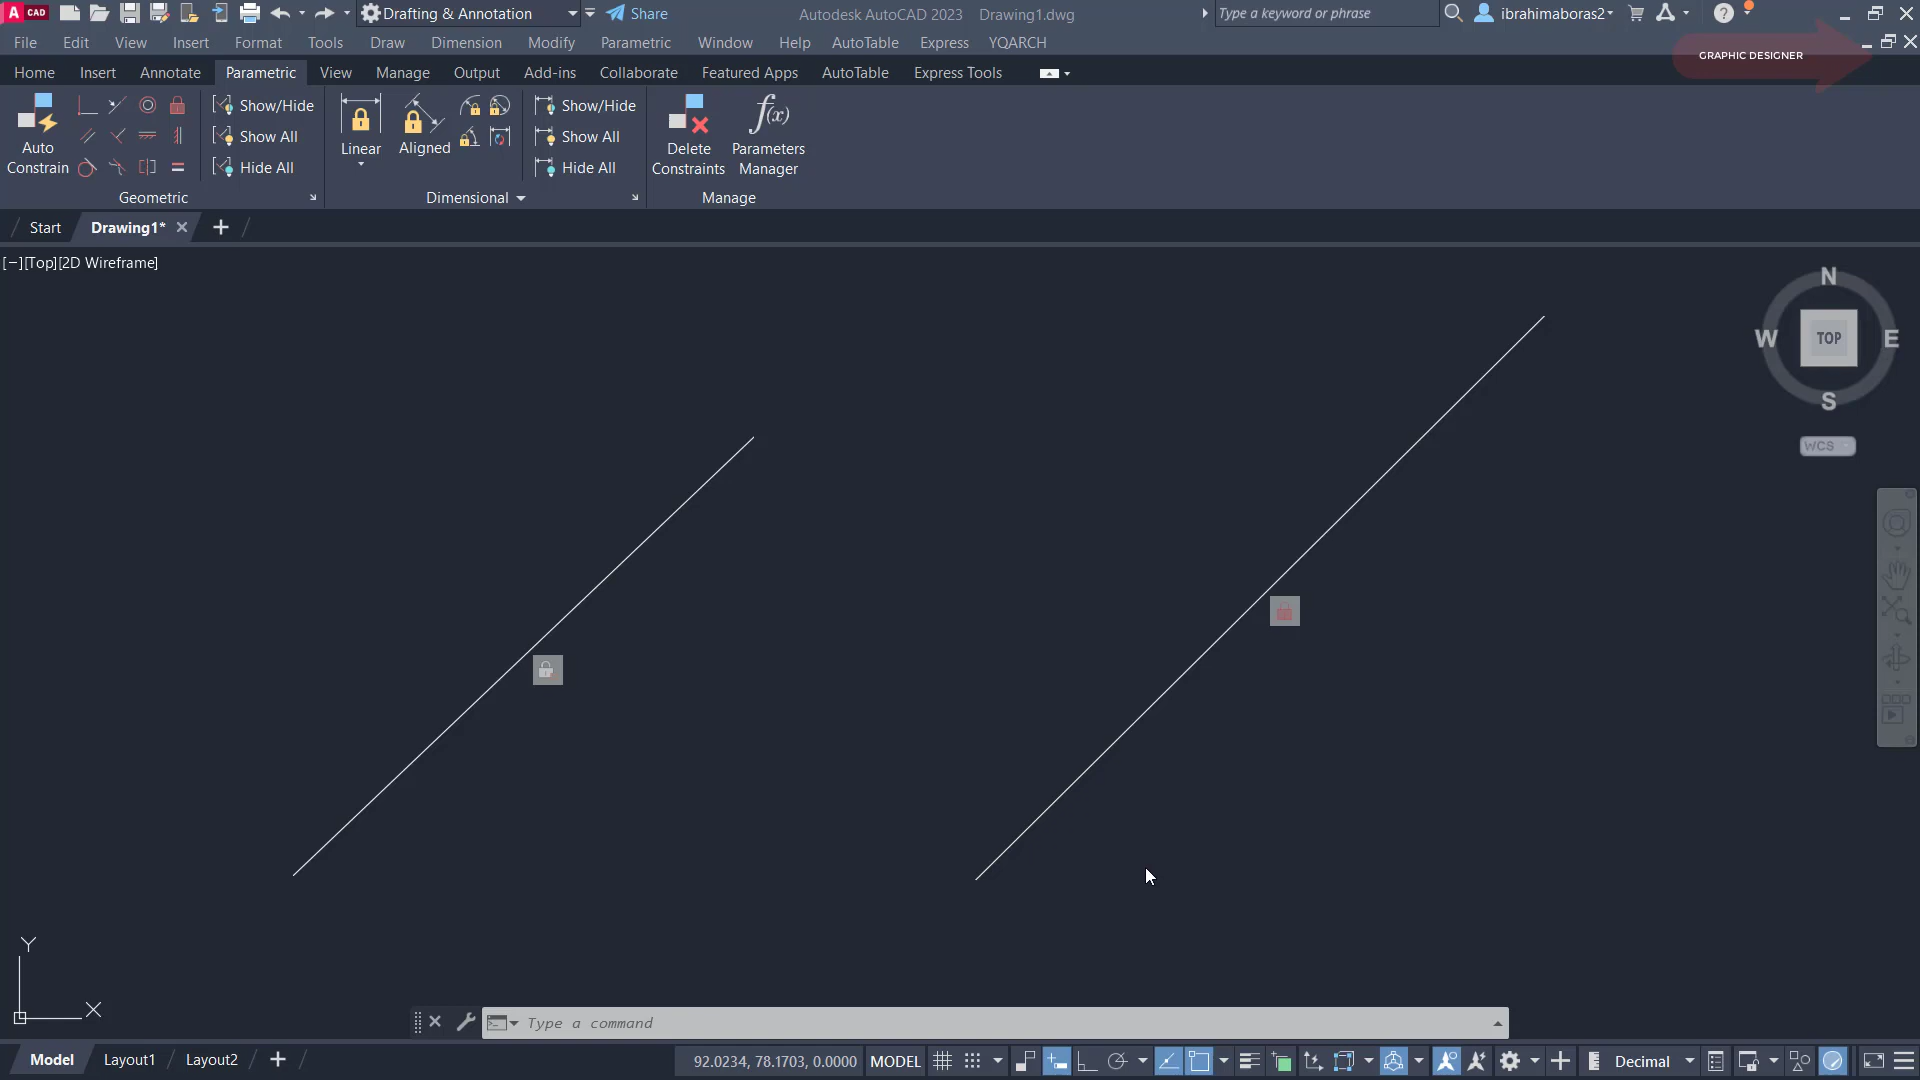 A CAD
Drafting & Annotation
Share
Autodesk AutoCAD 2023 Drawing1.dwg
Type a keyword or phrase
ibrahimaboras2
File Edit View Insert Format Tools Draw Dimension Modify Parametric Window Help AutoTable Express YQARCH
GRAPHIC DESIGNER
Home Insert Annotate Parametric View Manage Output Add-ins Collaborate Featured Apps AutoTable Express Tools
Auto
Constrain
Show/Hide
Show All
Hide All
Geometric
Linear
Aligned
Show/Hide
Show All
Hide All
Dimensional
Delete
Constraints
f(x)
Parameters
Manager
Manage
Start
Drawing1*
[−][Top][2D Wireframe]
N
W TOP E
S
WCS
Y
X
Type a command
Model Layout1 Layout2
92.0234, 78.1703, 0.0000 MODEL
Decimal